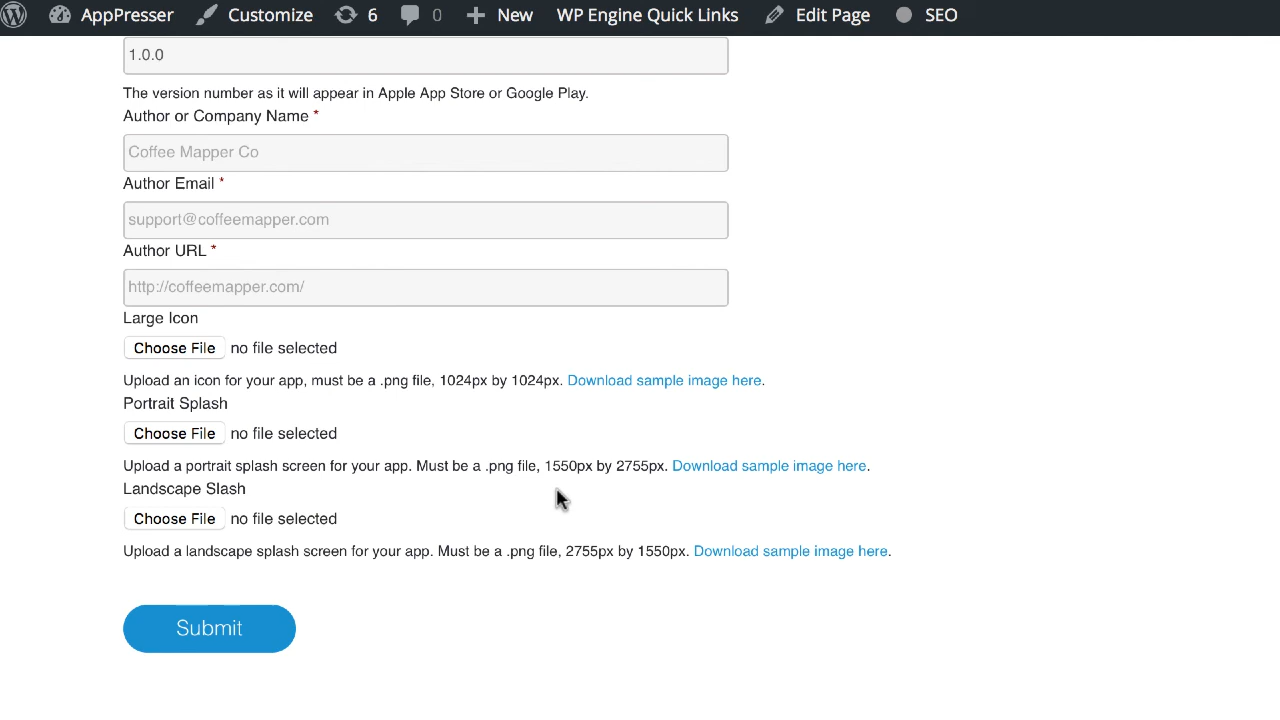 AppPresser Customize 6 0 New WP Engine Quick Links Edit Page SEO
1.0.0
The version number as it will appear in Apple App Store or Google Play.
Author or Company Name *
Coffee Mapper Co
Author Email *
support@coffeemapper.com
Author URL *
http://coffeemapper.com/
Large Icon
Choose File no file selected
Upload an icon for your app, must be a .png file, 1024px by 1024px. Download sample image here.
Portrait Splash
Choose File no file selected
Upload a portrait splash screen for your app. Must be a .png file, 1550px by 2755px. Download sample image here.
Landscape Slash
Choose File no file selected
Upload a landscape splash screen for your app. Must be a .png file, 2755px by 1550px. Download sample image here.
Submit